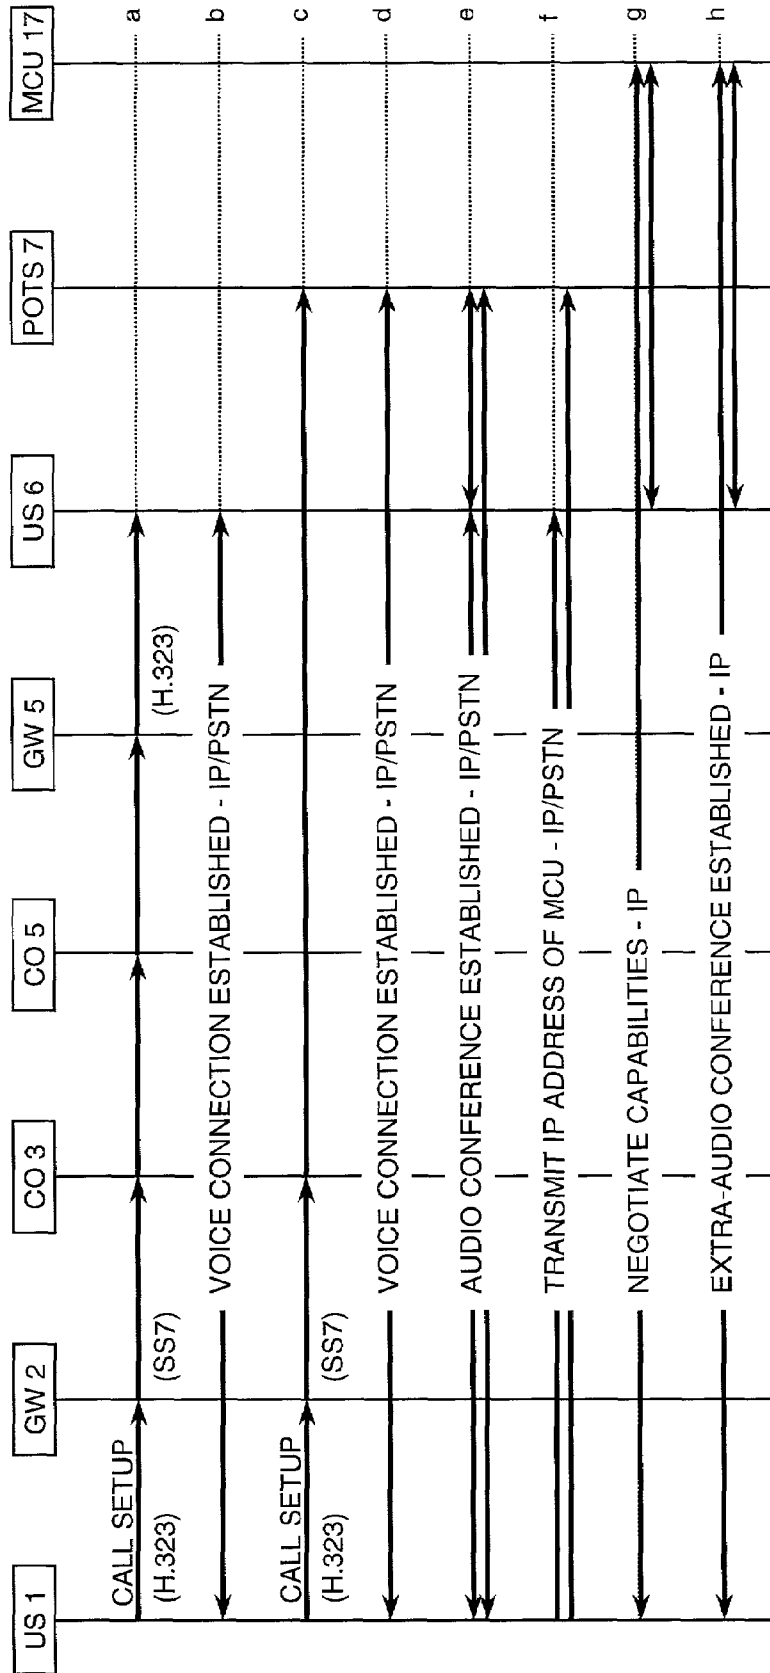 US 1
GW 2
CO 3
CO 5
GW 5
US 6
POTS 7
MCU 17
CALL SETUP
(H.323)
(SS7)
(H.323)
a
VOICE CONNECTION ESTABLISHED - IP/PSTN
b
CALL SETUP
(H.323)
(SS7)
c
VOICE CONNECTION ESTABLISHED - IP/PSTN
d
AUDIO CONFERENCE ESTABLISHED - IP/PSTN
e
TRANSMIT IP ADDRESS OF MCU - IP/PSTN
f
NEGOTIATE CAPABILITIES - IP
g
EXTRA-AUDIO CONFERENCE ESTABLISHED - IP
h